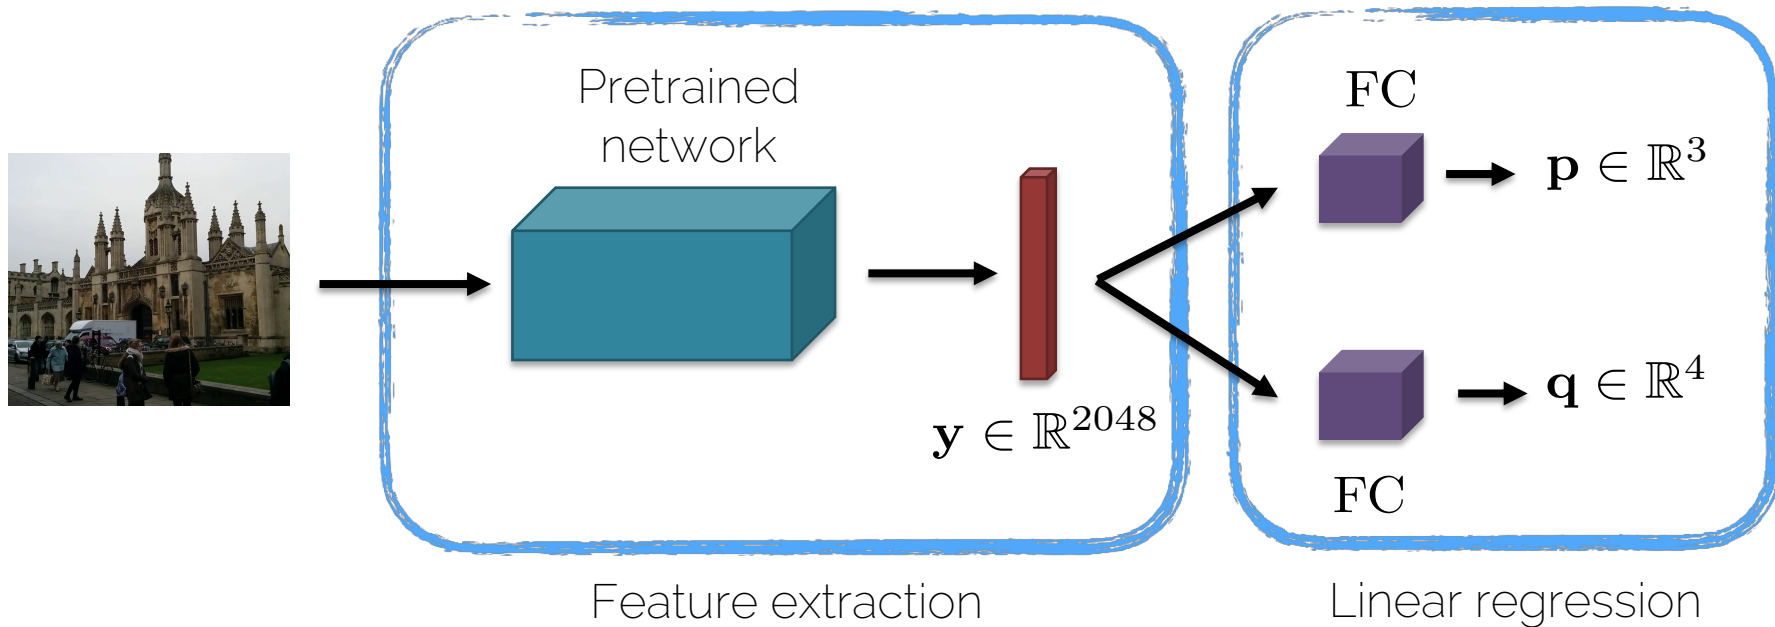 Pretrained
network
FC
𝐩 ∈ ℝ³
𝐲 ∈ ℝ²⁰⁴⁸
𝐪 ∈ ℝ⁴
FC
Feature extraction
Linear regression